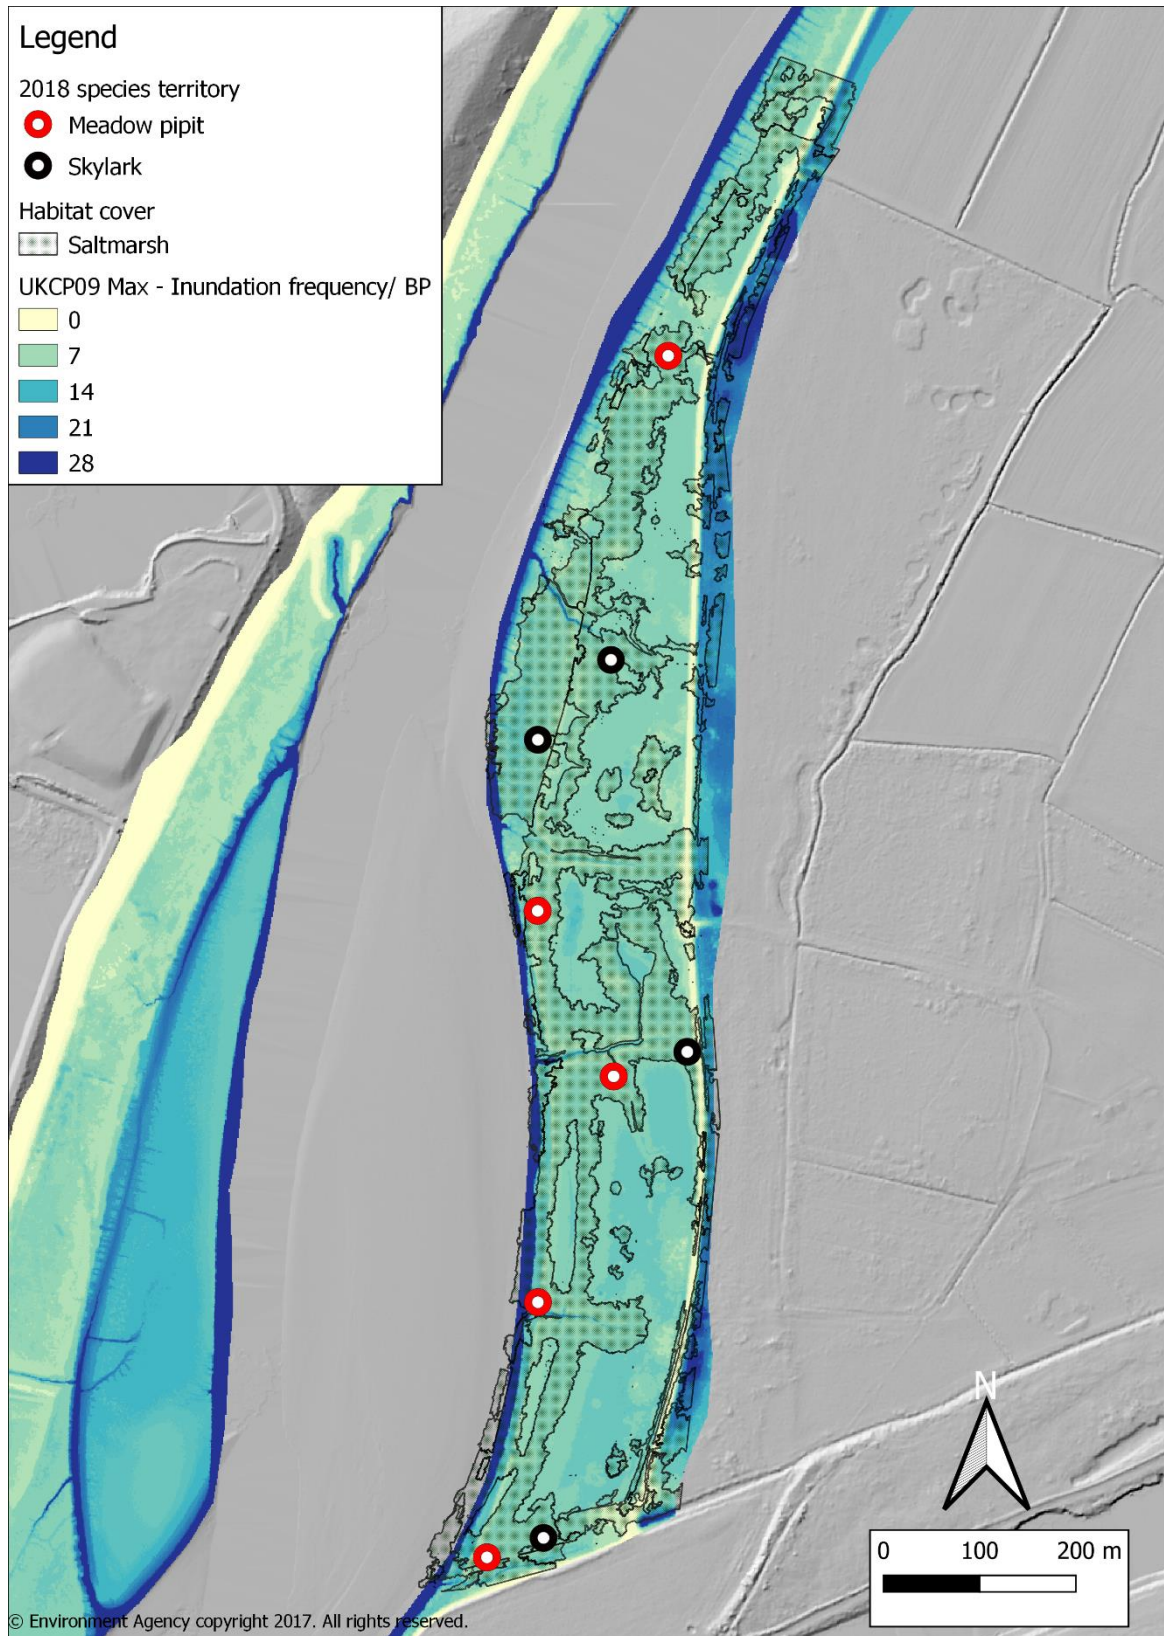 Legend
2018 species territory
Meadow pipit
Skylark
Habitat cover
Saltmarsh
UKCP09 Max - Inundation frequency/ BP
0
7
14
21
28
N
0 100 200 m
© Environment Agency copyright 2017. All rights reserved.